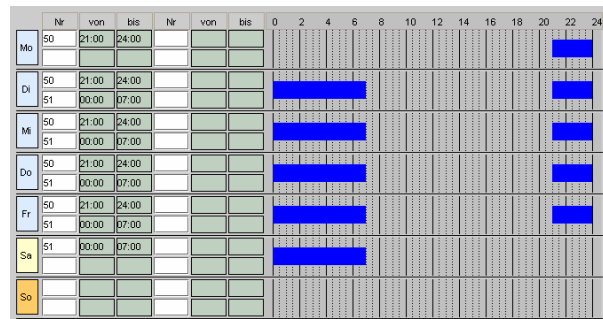 Nr von bis Nr von bis 0 2 4 6 8 10 12 14 16 18 20 22 24
Mo 50 21:00 24:00
Di 50 21:00 24:00
51 00:00 07:00
Mi 50 21:00 24:00
51 00:00 07:00
Do 50 21:00 24:00
51 00:00 07:00
Fr 50 21:00 24:00
51 00:00 07:00
Sa 51 00:00 07:00
So